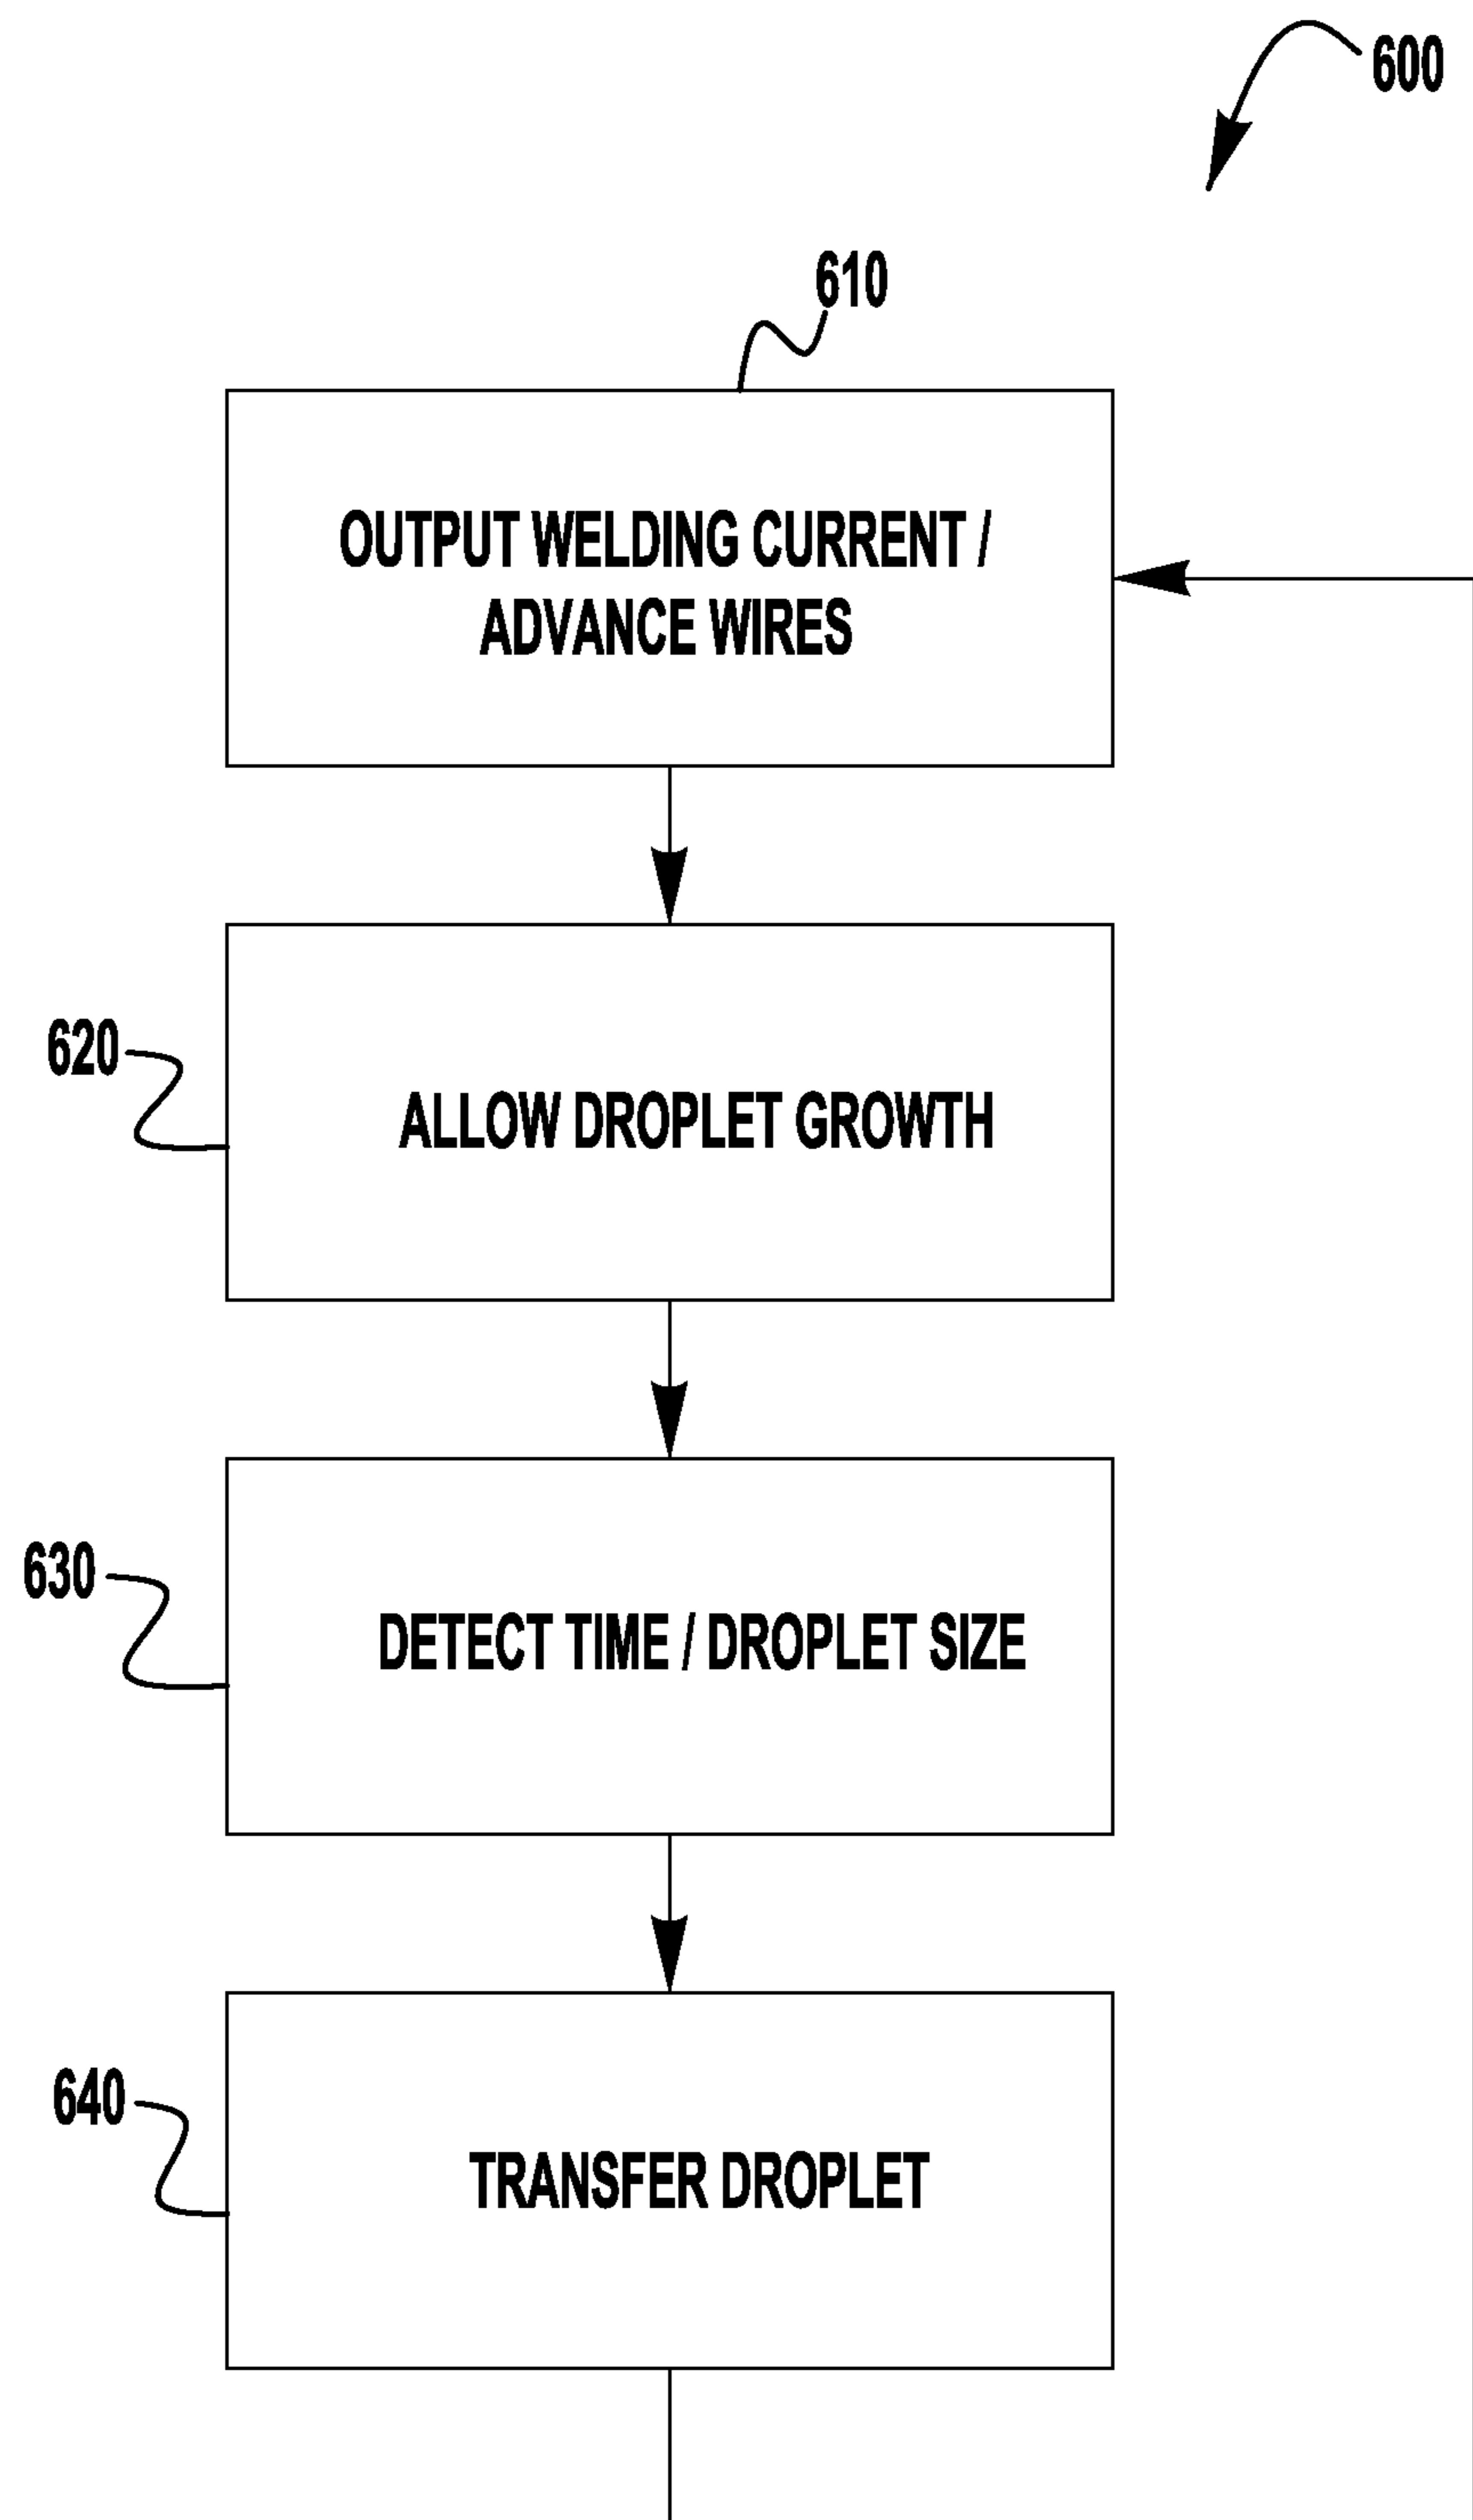 600
610
OUTPUT WELDING CURRENT /
ADVANCE WIRES
620
ALLOW DROPLET GROWTH
630
DETECT TIME / DROPLET SIZE
640
TRANSFER DROPLET